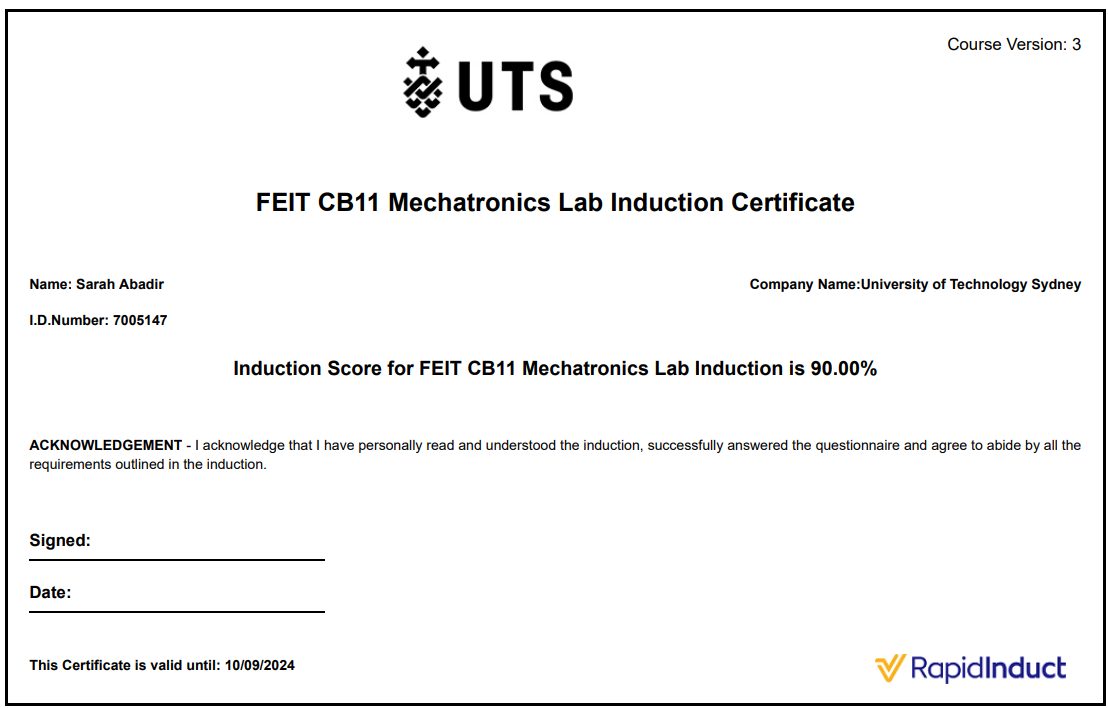 Course Version: 3
UTS
FEIT CB11 Mechatronics Lab Induction Certificate
Name: Sarah Abadir
Company Name:University of Technology Sydney
I.D.Number: 7005147
Induction Score for FEIT CB11 Mechatronics Lab Induction is 90.00%
ACKNOWLEDGEMENT - I acknowledge that I have personally read and understood the induction, successfully answered the questionnaire and agree to abide by all the
requirements outlined in the induction.
Signed:
Date:
This Certificate is valid until: 10/09/2024
RapidInduct